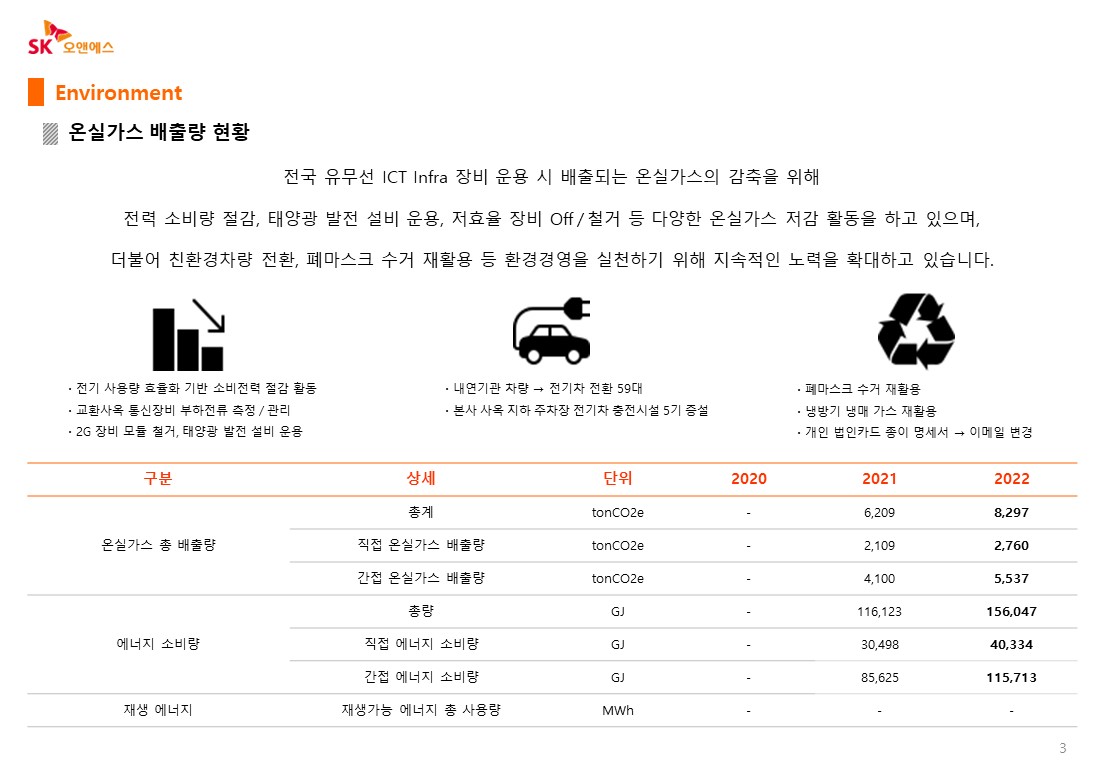 SK 오앤에스
Environment
온실가스 배출량 현황
전국 유무선 ICT Infra 장비 운용 시 배출되는 온실가스의 감축을 위해
전력 소비량 절감, 태양광 발전 설비 운용, 저효율 장비 Off / 철거 등 다양한 온실가스 저감 활동을 하고 있으며,
더불어 친환경차량 전환, 폐마스크 수거 재활용 등 환경경영을 실천하기 위해 지속적인 노력을 확대하고 있습니다.
· 전기 사용량 효율화 기반 소비전력 절감 활동
· 교환사옥 통신장비 부하전류 측정 / 관리
· 2G 장비 모듈 철거, 태양광 발전 설비 운용
· 내연기관 차량 → 전기차 전환 59대
· 본사 사옥 지하 주차장 전기차 충전시설 5기 증설
· 폐마스크 수거 재활용
· 냉방기 냉매 가스 재활용
· 개인 법인카드 종이 명세서 → 이메일 변경
구분 상세 단위 2020 2021 2022
온실가스 총 배출량 총계 tonCO2e - 6,209 8,297
직접 온실가스 배출량 tonCO2e - 2,109 2,760
간접 온실가스 배출량 tonCO2e - 4,100 5,537
에너지 소비량 총량 GJ - 116,123 156,047
직접 에너지 소비량 GJ - 30,498 40,334
간접 에너지 소비량 GJ - 85,625 115,713
재생 에너지 재생가능 에너지 총 사용량 MWh - - -
3